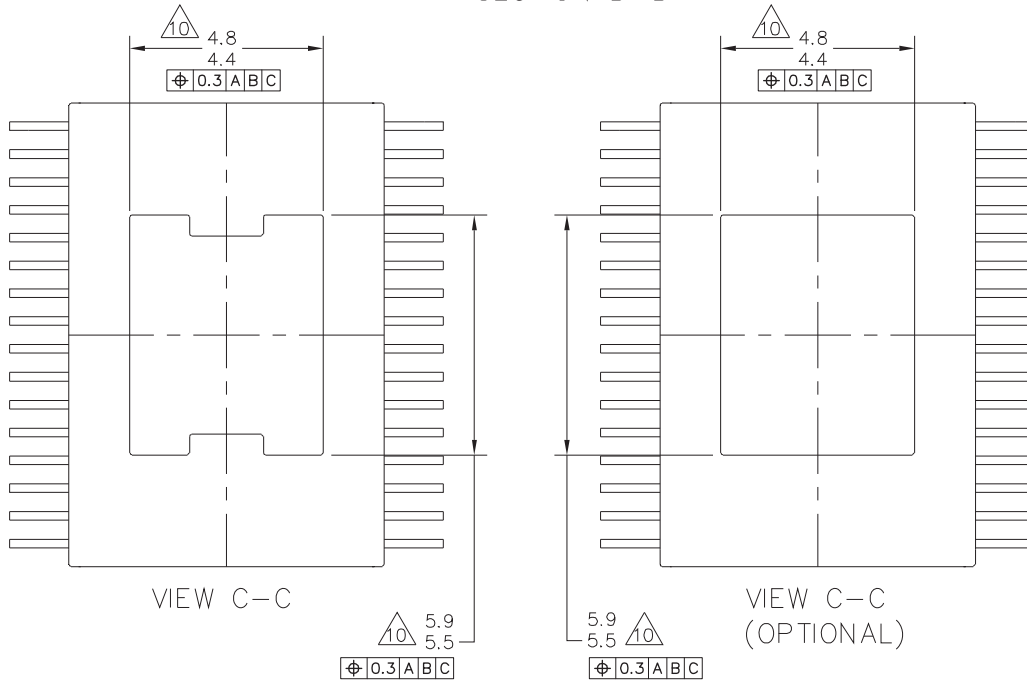 10 4.8 10 4.8
4.4 4.4
⌖ 0.3 A B C ⌖ 0.3 A B C
VIEW C-C VIEW C-C
(OPTIONAL)
10 5.9 5.9 10
5.5 5.5
⌖ 0.3 A B C ⌖ 0.3 A B C